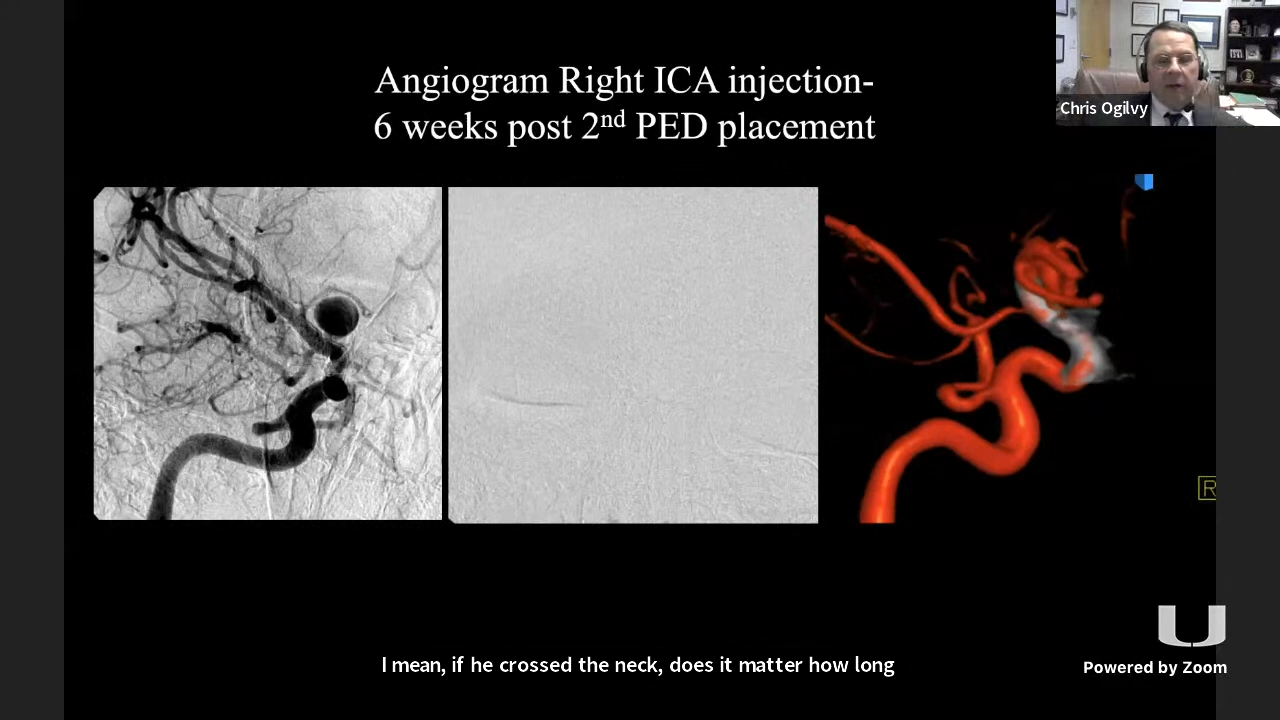 Angiogram Right ICA injection-
6 weeks post 2nd PED placement
Chris Ogilvy
R
I mean, if he crossed the neck, does it matter how long
U
Powered by Zoom